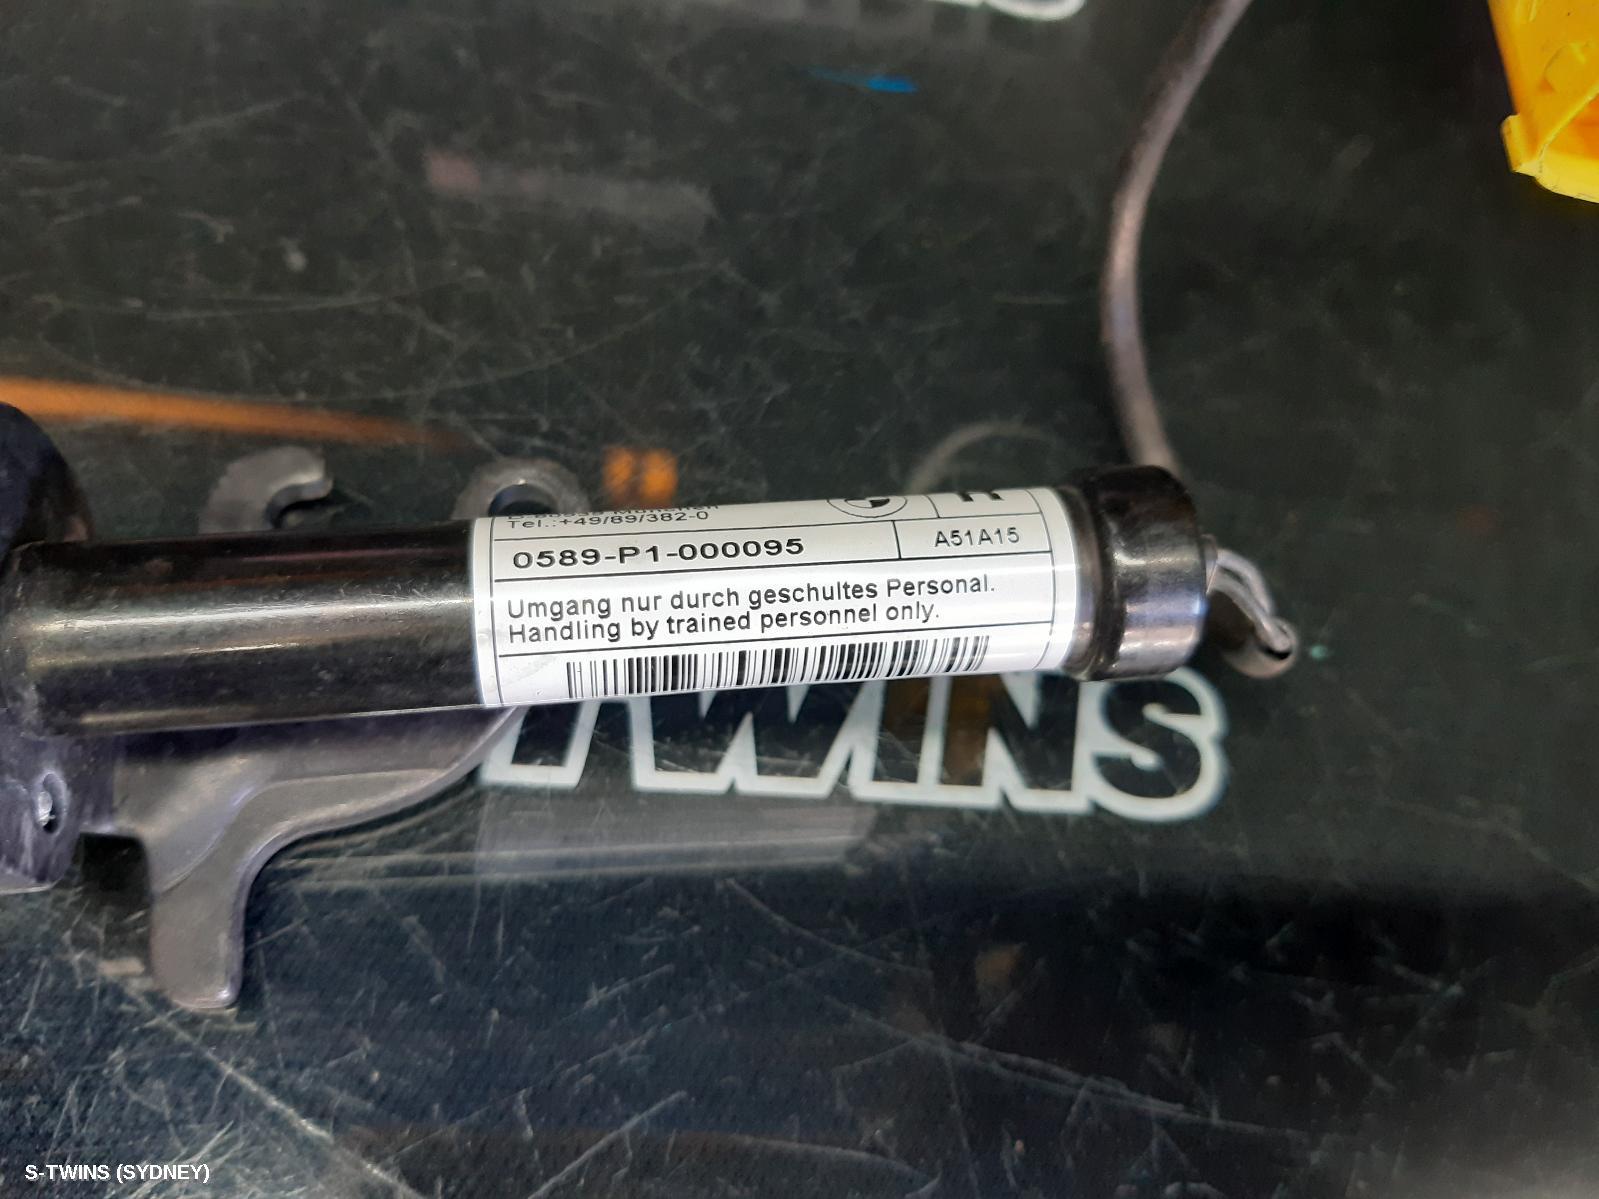 Tel.:+49/89/382-0
0589-P1-000095
A51A15
Umgang nur durch geschultes Personal.
Handling by trained personnel only.
TWINS
S-TWINS (SYDNEY)